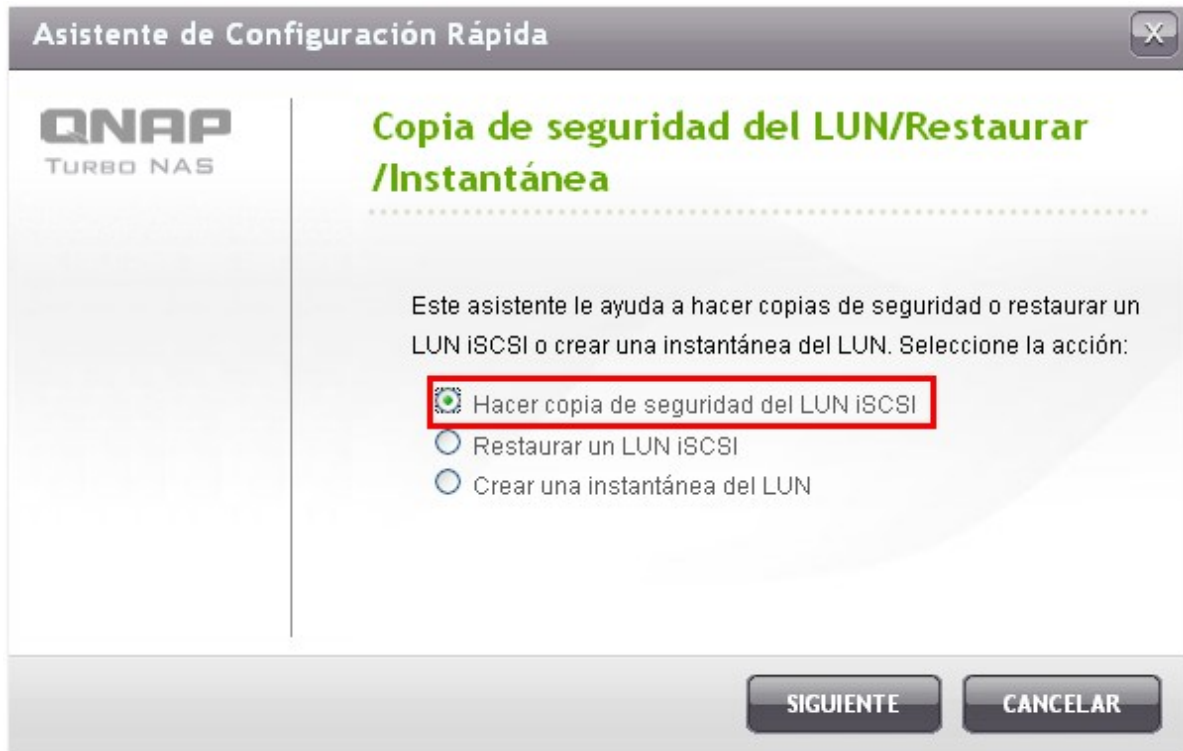 Asistente de Configuración Rápida
X
QNAP
TURBO NAS
Copia de seguridad del LUN/Restaurar
/Instantánea
Este asistente le ayuda a hacer copias de seguridad o restaurar un
LUN iSCSI o crear una instantánea del LUN. Seleccione la acción:
Hacer copia de seguridad del LUN iSCSI
Restaurar un LUN iSCSI
Crear una instantánea del LUN
SIGUIENTE
CANCELAR